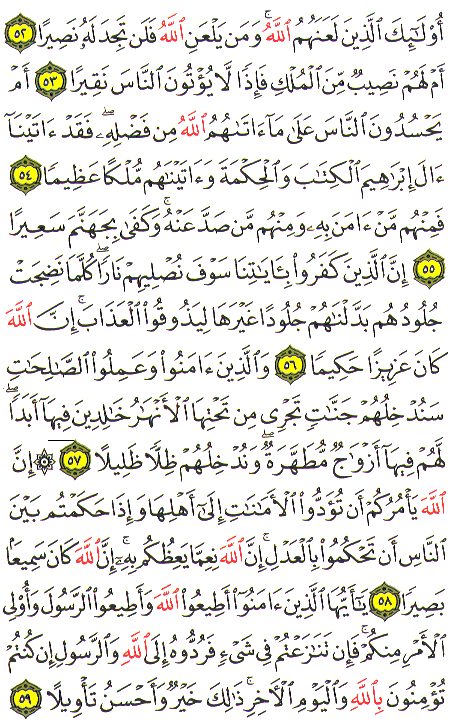 أُوْلَٰٓئِكَ ٱلَّذِينَ لَعَنَهُمُ ٱللَّهُۖ وَمَن يَلْعَنِ ٱللَّهُ فَلَن تَجِدَ لَهُۥ نَصِيرًا ٥٢
أَمْ لَهُمْ نَصِيبٌ مِّنَ ٱلْمُلْكِ فَإِذًا لَّا يُؤْتُونَ ٱلنَّاسَ نَقِيرًا ٥٣ أَمْ
يَحْسُدُونَ ٱلنَّاسَ عَلَىٰ مَآ ءَاتَىٰهُمُ ٱللَّهُ مِن فَضْلِهِۦۖ فَقَدْ ءَاتَيْنَآ
ءَالَ إِبْرَٰهِيمَ ٱلْكِتَٰبَ وَٱلْحِكْمَةَ وَءَاتَيْنَٰهُم مُّلْكًا عَظِيمًا ٥٤
فَمِنْهُم مَّنْ ءَامَنَ بِهِۦ وَمِنْهُم مَّن صَدَّ عَنْهُۚ وَكَفَىٰ بِجَهَنَّمَ سَعِيرًا
٥٥ إِنَّ ٱلَّذِينَ كَفَرُوا۟ بِـَٔايَٰتِنَا سَوْفَ نُصْلِيهِمْ نَارًا كُلَّمَا نَضِجَتْ
جُلُودُهُم بَدَّلْنَٰهُمْ جُلُودًا غَيْرَهَا لِيَذُوقُوا۟ ٱلْعَذَابَۗ إِنَّ ٱللَّهَ
كَانَ عَزِيزًا حَكِيمًا ٥٦ وَٱلَّذِينَ ءَامَنُوا۟ وَعَمِلُوا۟ ٱلصَّٰلِحَٰتِ
سَنُدْخِلُهُمْ جَنَّٰتٍ تَجْرِى مِن تَحْتِهَا ٱلْأَنْهَٰرُ خَٰلِدِينَ فِيهَآ أَبَدًاۖ
لَّهُمْ فِيهَآ أَزْوَٰجٌ مُّطَهَّرَةٌۖ وَنُدْخِلُهُمْ ظِلًّا ظَلِيلًا ٥٧ ۞ إِنَّ
ٱللَّهَ يَأْمُرُكُمْ أَن تُؤَدُّوا۟ ٱلْأَمَٰنَٰتِ إِلَىٰٓ أَهْلِهَا وَإِذَا حَكَمْتُم بَيْنَ
ٱلنَّاسِ أَن تَحْكُمُوا۟ بِٱلْعَدْلِۚ إِنَّ ٱللَّهَ نِعِمَّا يَعِظُكُم بِهِۦٓۗ إِنَّ ٱللَّهَ كَانَ سَمِيعًۢا
بَصِيرًا ٥٨ يَٰٓأَيُّهَا ٱلَّذِينَ ءَامَنُوٓا۟ أَطِيعُوا۟ ٱللَّهَ وَأَطِيعُوا۟ ٱلرَّسُولَ وَأُو۟لِى
ٱلْأَمْرِ مِنكُمْۖ فَإِن تَنَٰزَعْتُمْ فِى شَىْءٍ فَرُدُّوهُ إِلَى ٱللَّهِ وَٱلرَّسُولِ إِن كُنتُمْ
تُؤْمِنُونَ بِٱللَّهِ وَٱلْيَوْمِ ٱلْـَٔاخِرِۚ ذَٰلِكَ خَيْرٌ وَأَحْسَنُ تَأْوِيلًا ٥٩